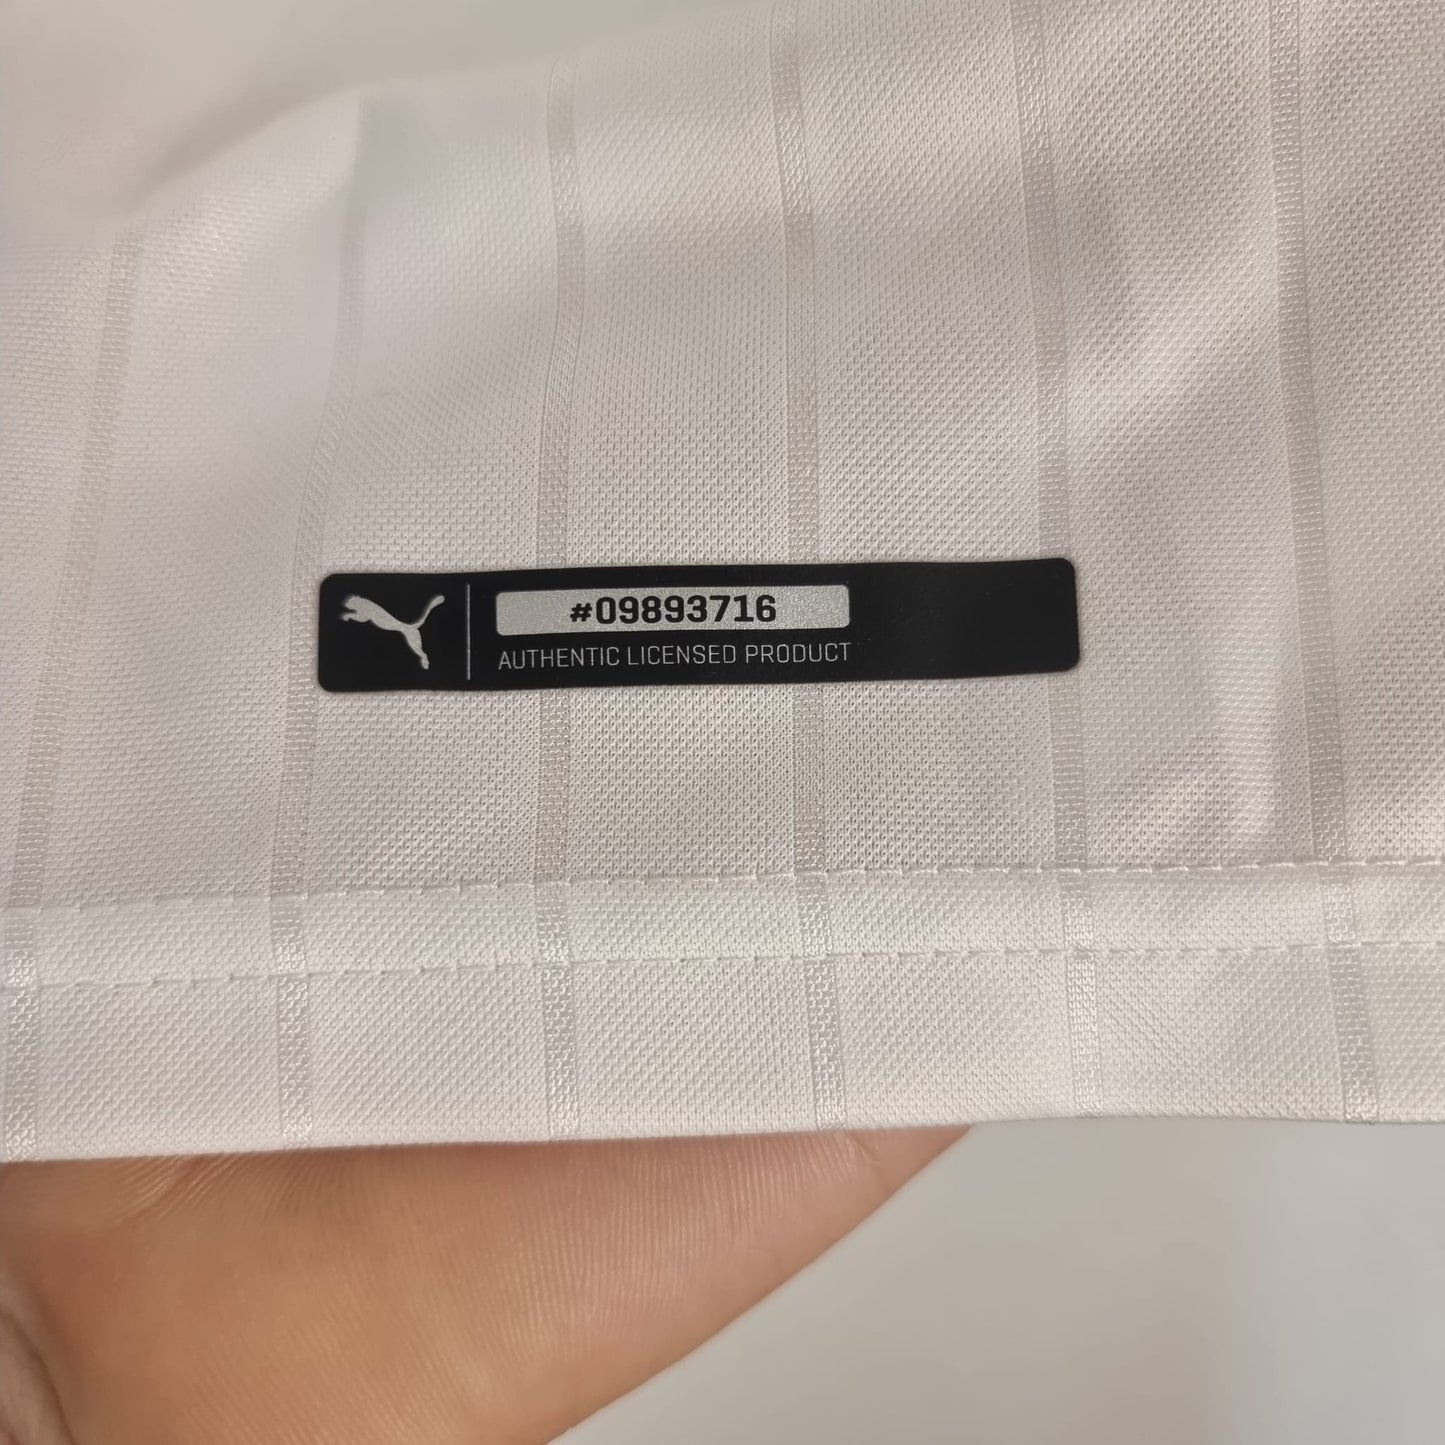 #09893716
AUTHENTIC LICENSED PRODUCT